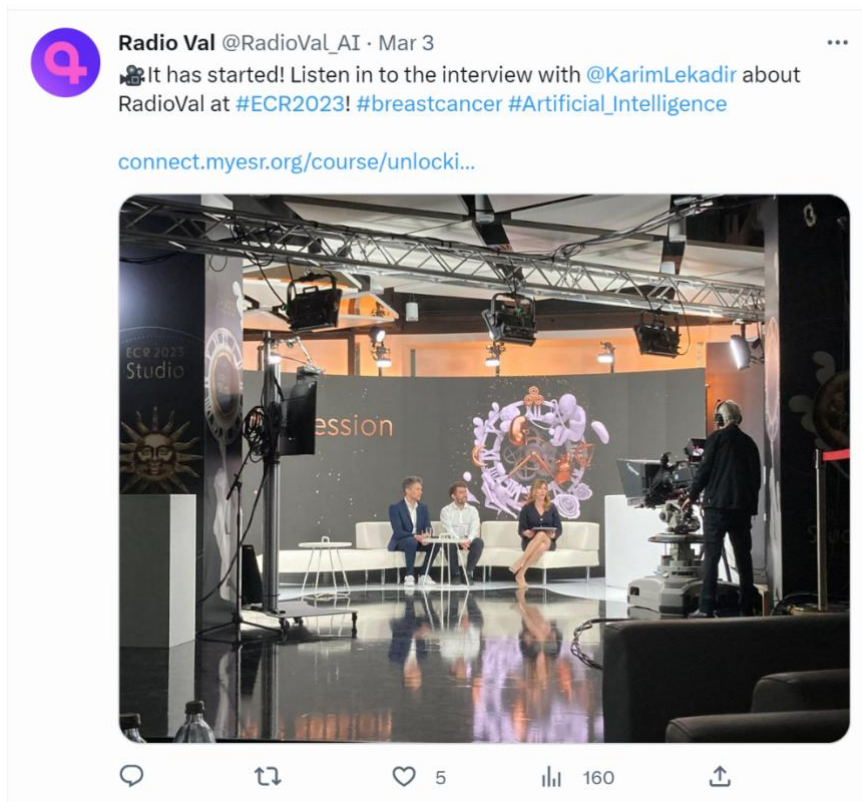 Radio Val @RadioVal_AI · Mar 3
🎥It has started! Listen in to the interview with @KarimLekadir about
RadioVal at #ECR2023! #breastcancer #Artificial_Intelligence
connect.myesr.org/course/unlocki...
ECR 2023
Studio
ession
5 160